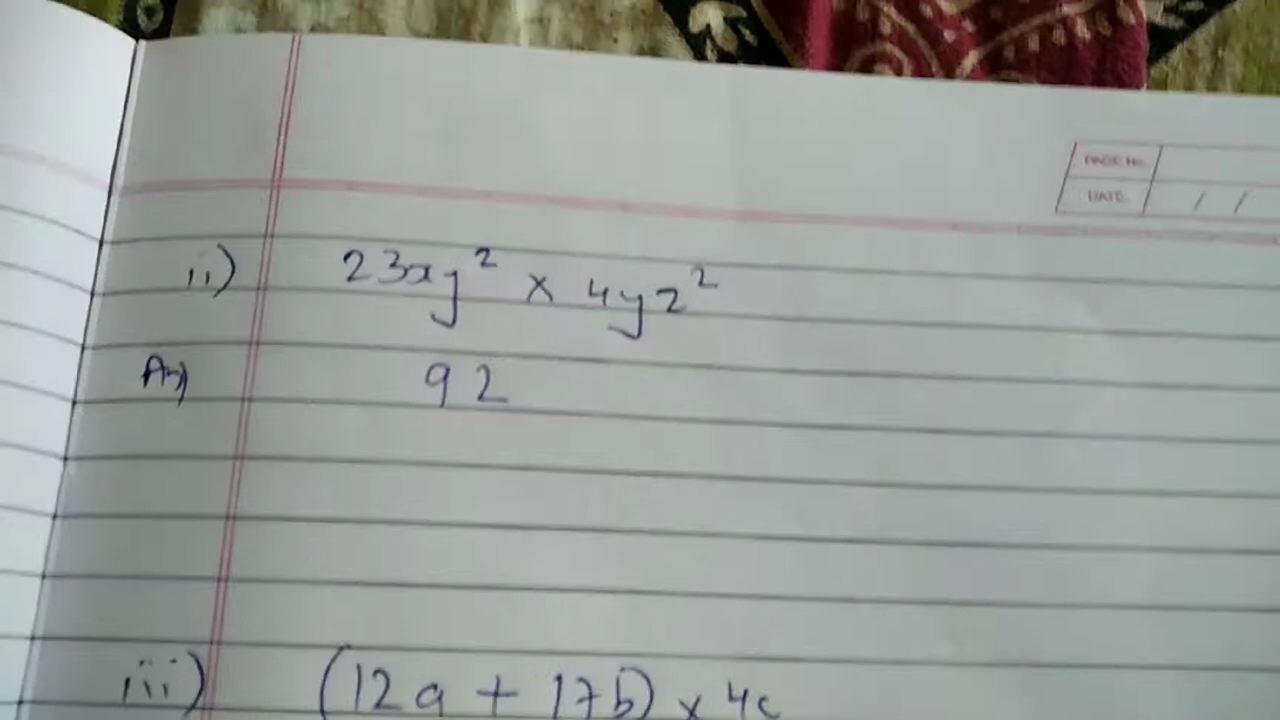 PAGE No.
DATE / /
ii) 23xy² × 4yz²
Ans) 92
iii) (12a + 17b) × 4c